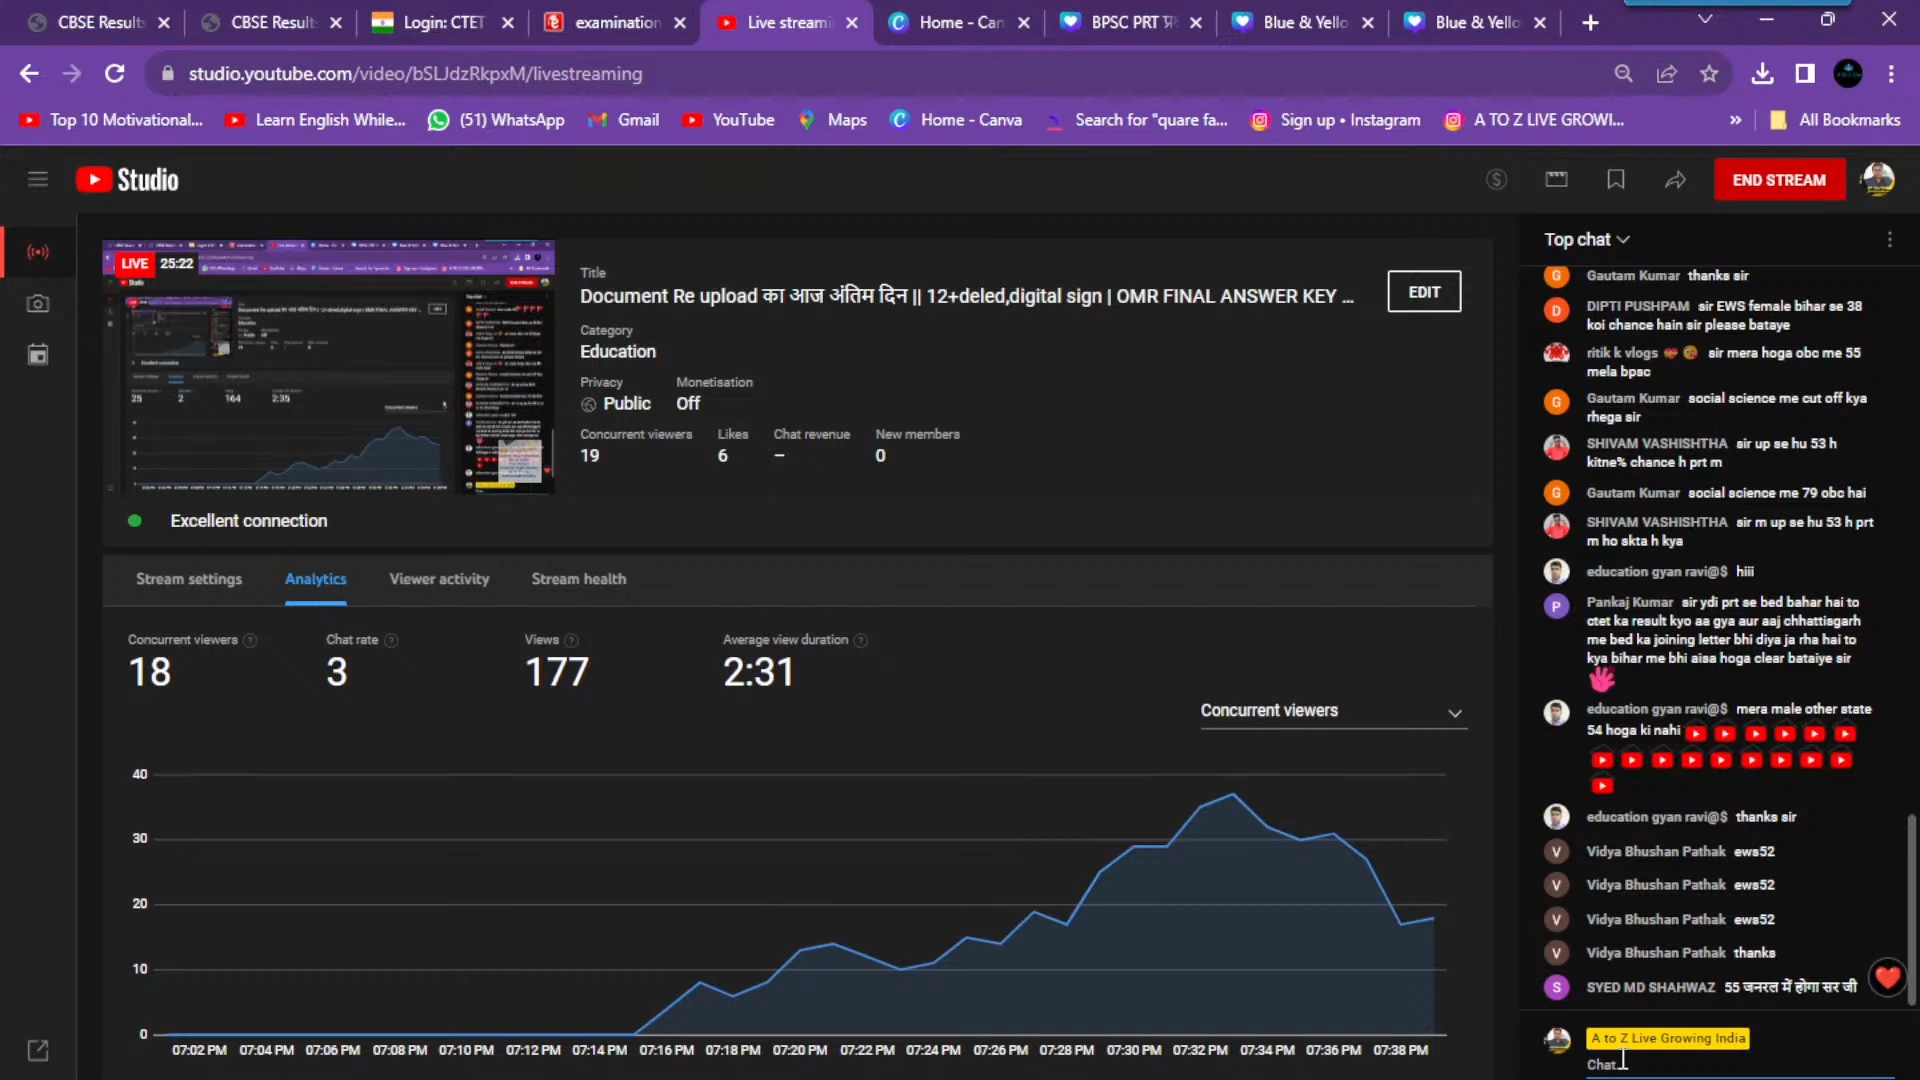 CBSE Result
CBSE Result
Login: CTET
examination
Live streami
Home - Can
BPSC PRT
Blue & Yello
Blue & Yello
studio.youtube.com/video/bSLJdzRkpxM/livestreaming
Top 10 Motivational...
Learn English While...
(51) WhatsApp
Gmail
YouTube
Maps
Home - Canva
Search for "quare fa...
Sign up • Instagram
A TO Z LIVE GROWI...
All Bookmarks
Studio
END STREAM
LIVE 25:22
Title
Document Re upload का आज अंतिम दिन || 12+deled,digital sign | OMR FINAL ANSWER KEY ...
EDIT
Category
Education
Privacy
Monetisation
Public
Off
Concurrent viewers
Likes
Chat revenue
New members
19
6
–
0
Excellent connection
Stream settings
Analytics
Viewer activity
Stream health
Concurrent viewers
Chat rate
Views
Average view duration
18
3
177
2:31
Concurrent viewers
40
30
20
10
0
07:02 PM 07:04 PM 07:06 PM 07:08 PM 07:10 PM 07:12 PM 07:14 PM 07:16 PM 07:18 PM 07:20 PM 07:22 PM 07:24 PM 07:26 PM 07:28 PM 07:30 PM 07:32 PM 07:34 PM 07:36 PM 07:38 PM
Top chat
Gautam Kumar thanks sir
DIPTI PUSHPAM sir EWS female bihar se 38
koi chance hain sir please bataye
ritik k vlogs 💝 😘 sir mera hoga obc me 55
mela bpsc
Gautam Kumar social science me cut off kya
rhega sir
SHIVAM VASHISHTHA sir up se hu 53 h
kitne% chance h prt m
Gautam Kumar social science me 79 obc hai
SHIVAM VASHISHTHA sir m up se hu 53 h prt
m ho skta h kya
education gyan ravi@$ hiii
Pankaj Kumar sir ydi prt se bed bahar hai to
ctet ka result kyo aa gya aur aaj chhattisgarh
me bed ka joining letter bhi diya ja rha hai to
kya bihar me bhi aisa hoga clear bataiye sir
education gyan ravi@$ mera male other state
54 hoga ki nahi
education gyan ravi@$ thanks sir
Vidya Bhushan Pathak ews52
Vidya Bhushan Pathak ews52
Vidya Bhushan Pathak ews52
Vidya Bhushan Pathak thanks
SYED MD SHAHWAZ 55 जनरल में होगा सर जी
A to Z Live Growing India
Chat...